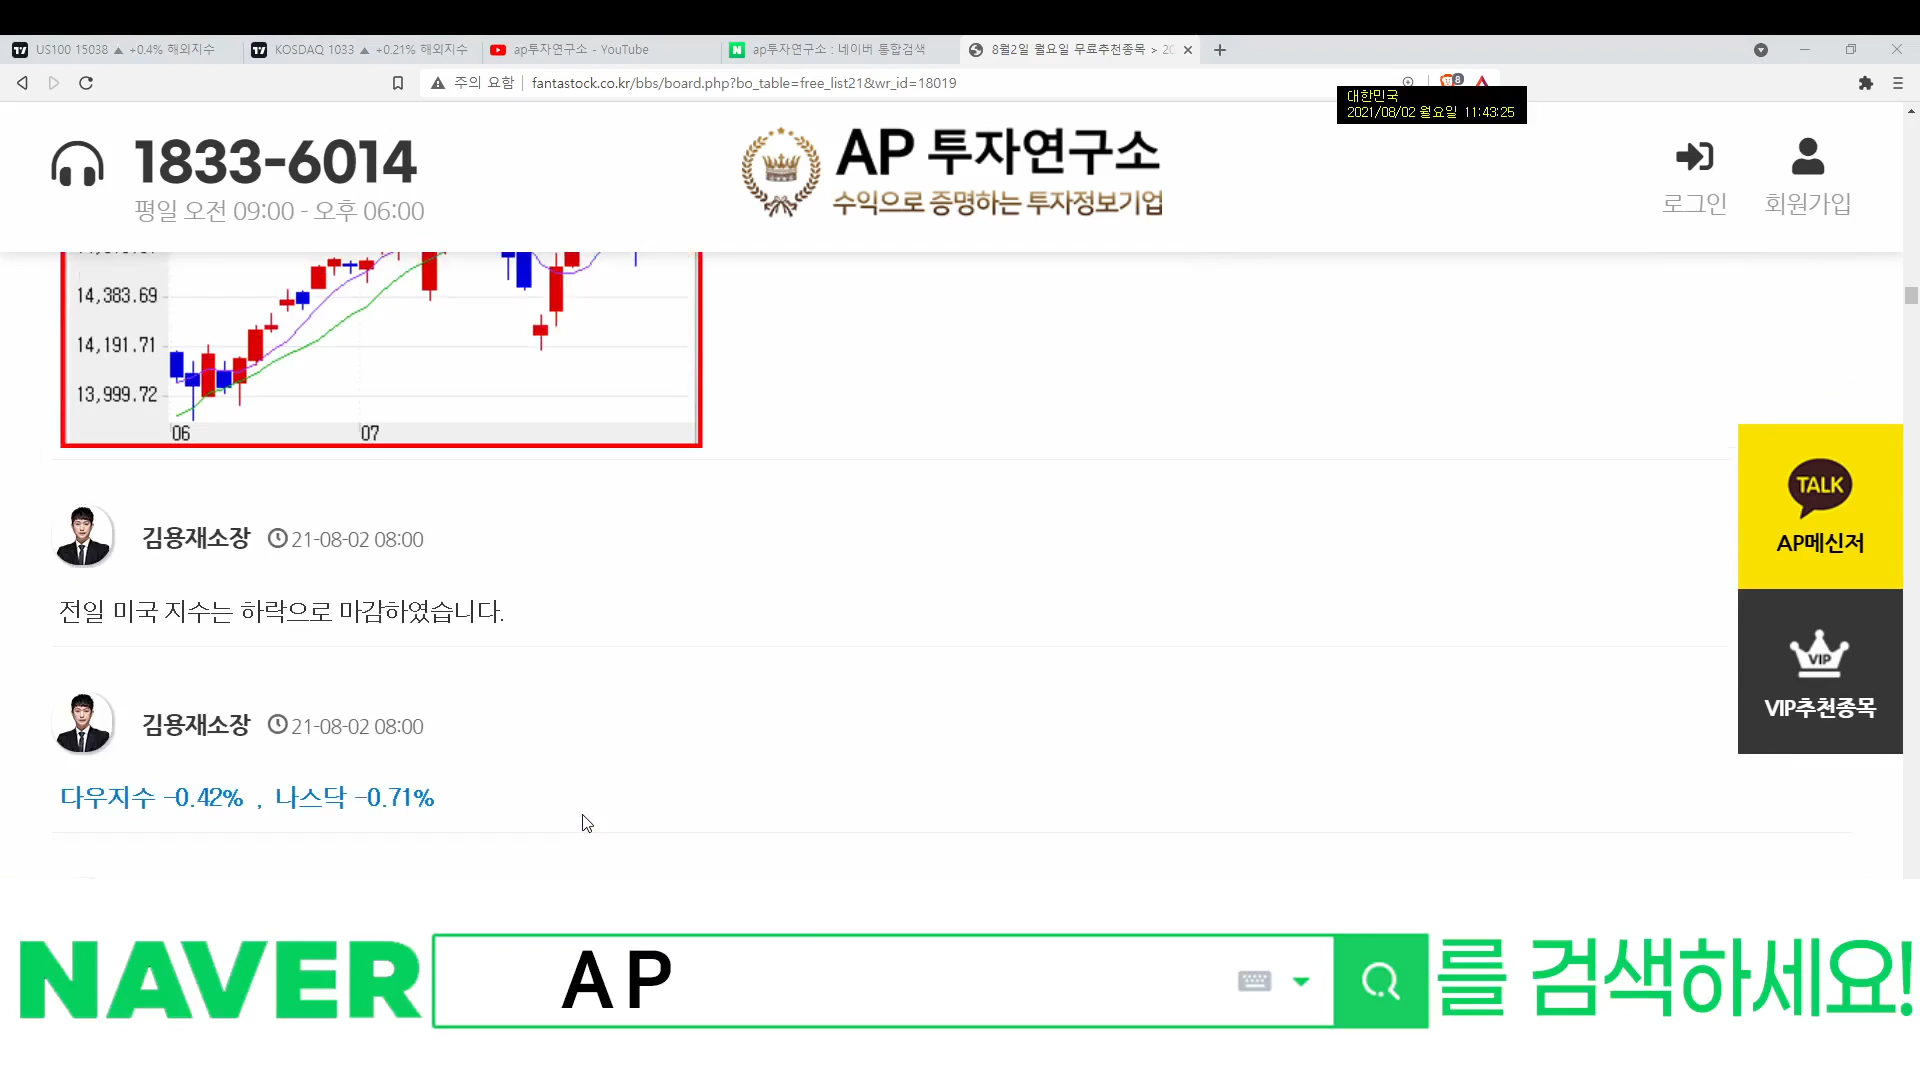 US100 15038 ▲ +0.4% 해외지수
KOSDAQ 1033 ▲ +0.21% 해외지수
ap투자연구소 - YouTube
ap투자연구소 : 네이버 통합검색
8월2일 월요일 무료추천종목 > 20
주의 요함
fantastock.co.kr/bbs/board.php?bo_table=free_list21&wr_id=18019
8
대한민국
2021/08/02 월요일 11:43:25
1833-6014
평일 오전 09:00 - 오후 06:00
AP 투자연구소
수익으로 증명하는 투자정보기업
로그인
회원가입
14,383.69
14,191.71
13,999.72
06
07
김용재소장 21-08-02 08:00
전일 미국 지수는 하락으로 마감하였습니다.
김용재소장 21-08-02 08:00
다우지수 -0.42% , 나스닥 -0.71%
TALK
AP메신저
VIP
VIP추천종목
NAVER AP 를 검색하세요!